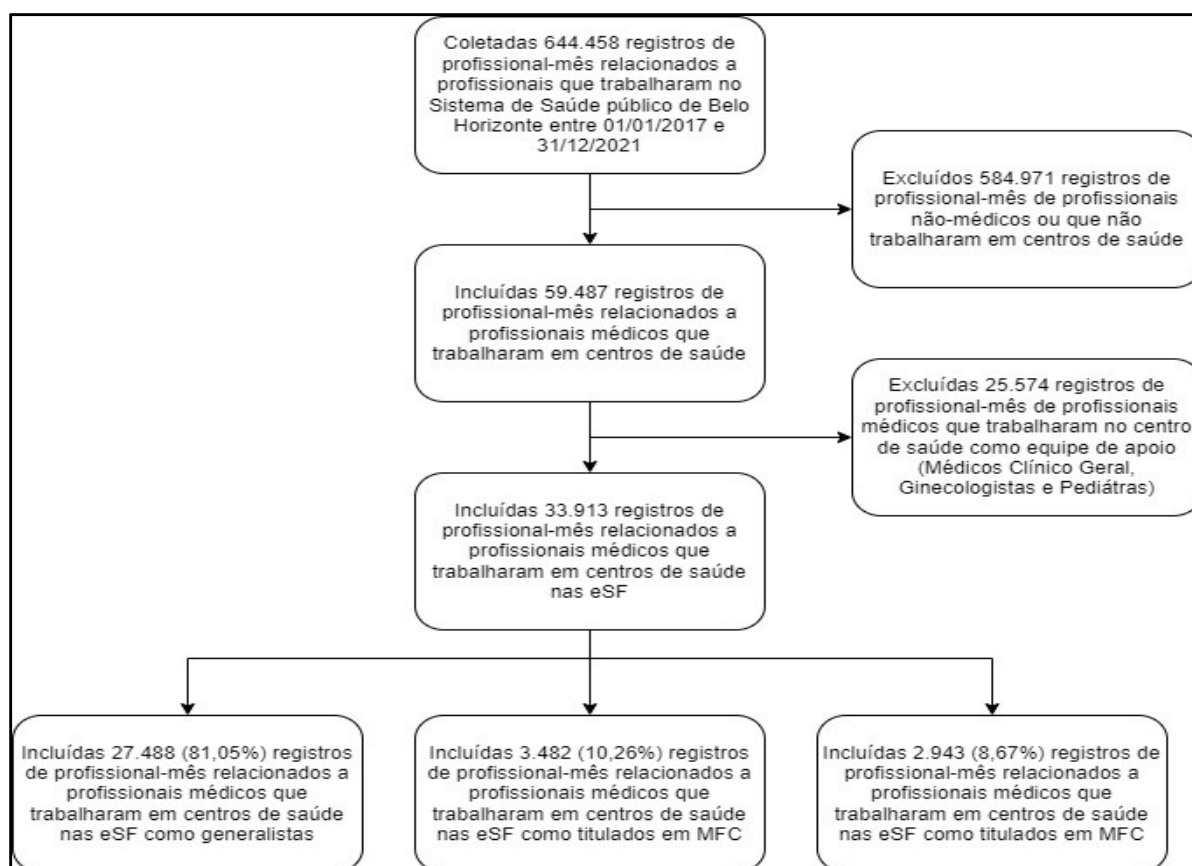 Coletadas 644.458 registros de
profissional-mês relacionados a
profissionais que trabalharam no
Sistema de Saúde público de Belo
Horizonte entre 01/01/2017 e
31/12/2021
Excluídos 584.971 registros de
profissional-mês de profissionais
não-médicos ou que não
trabalharam em centros de saúde
Incluídas 59.487 registros de
profissional-mês relacionados a
profissionais médicos que
trabalharam em centros de saúde
Excluídas 25.574 registros de
profissional-mês de profissionais
médicos que trabalharam no centro
de saúde como equipe de apoio
(Médicos Clínico Geral,
Ginecologistas e Pediátras)
Incluídas 33.913 registros de
profissional-mês relacionados a
profissionais médicos que
trabalharam em centros de saúde
nas eSF
Incluídas 27.488 (81,05%) registros
de profissional-mês relacionados a
profissionais médicos que
trabalharam em centros de saúde
nas eSF como generalistas
Incluídas 3.482 (10,26%) registros
de profissional-mês relacionados a
profissionais médicos que
trabalharam em centros de saúde
nas eSF como titulados em MFC
Incluídas 2.943 (8,67%) registros de
profissional-mês relacionados a
profissionais médicos que
trabalharam em centros de saúde
nas eSF como titulados em MFC